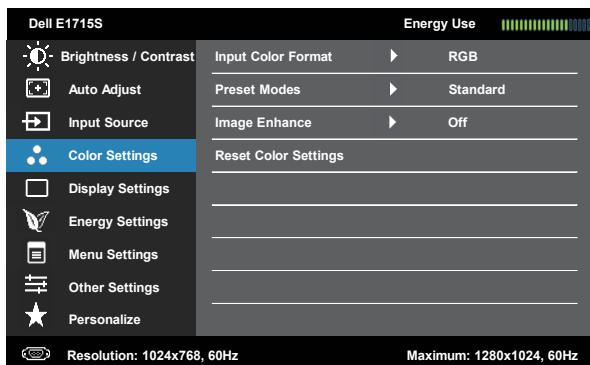 Dell E1715S Energy Use
Brightness / Contrast Input Color Format RGB
Auto Adjust Preset Modes Standard
Input Source Image Enhance Off
Color Settings Reset Color Settings
Display Settings
Energy Settings
Menu Settings
Other Settings
Personalize
Resolution: 1024x768, 60Hz Maximum: 1280x1024, 60Hz